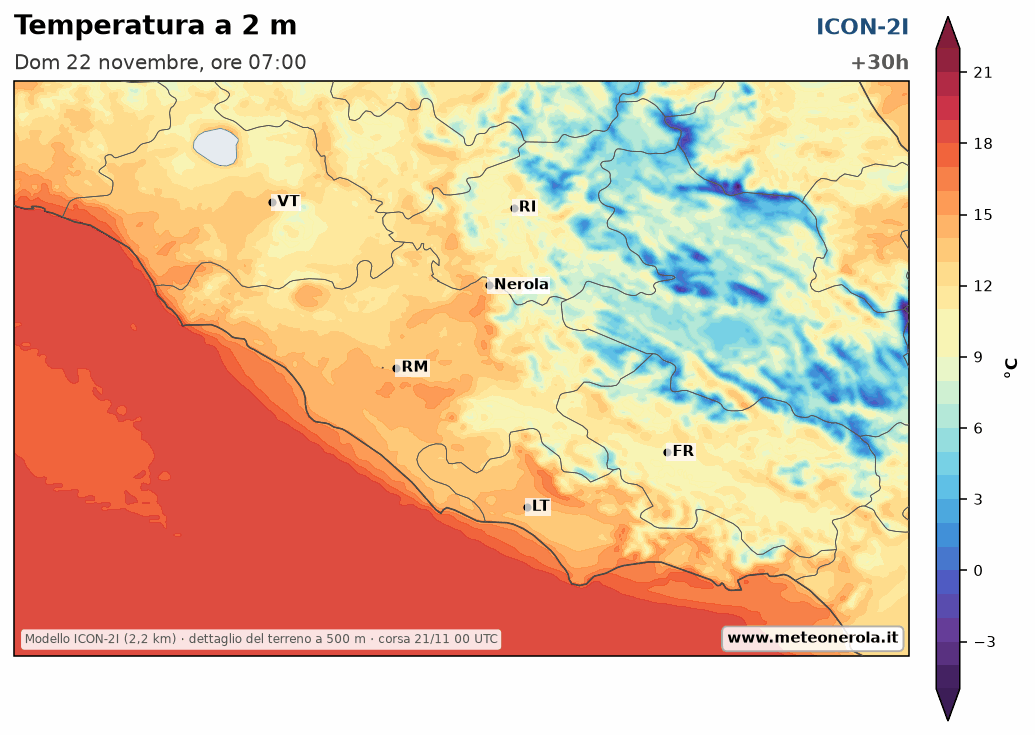 Temperatura a 2 m
ICON-2I
Dom 22 novembre, ore 07:00
+30h
VT
RI
Nerola
RM
FR
LT
Modello ICON-2I (2,2 km) · dettaglio del terreno a 500 m · corsa 21/11 00 UTC
www.meteonerola.it
21
18
15
12
9
6
3
0
−3
°C